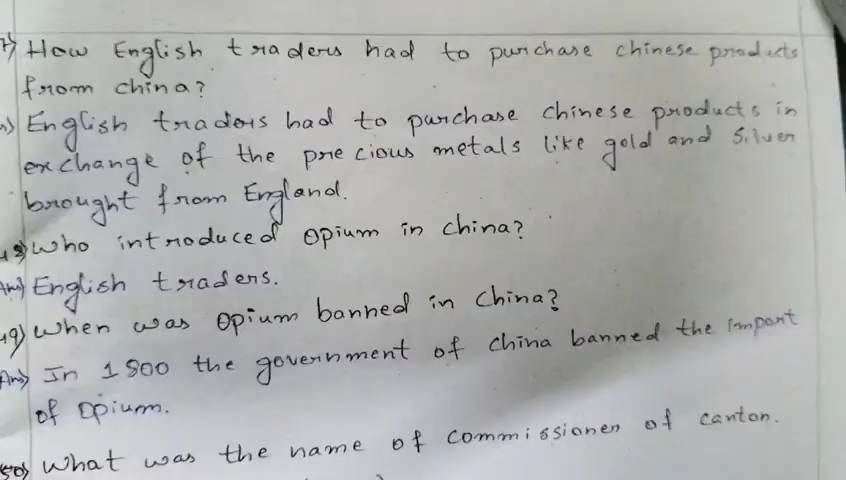 7) How English traders had to purchase chinese products
from china?
English traders had to purchase chinese products in
exchange of the precious metals like gold and silver
brought from England.
who introduced opium in china?
Ans) English traders.
49) when was opium banned in china?
Ans) In 1800 the government of china banned the import
of opium.
50) what was the name of commissioner of canton.